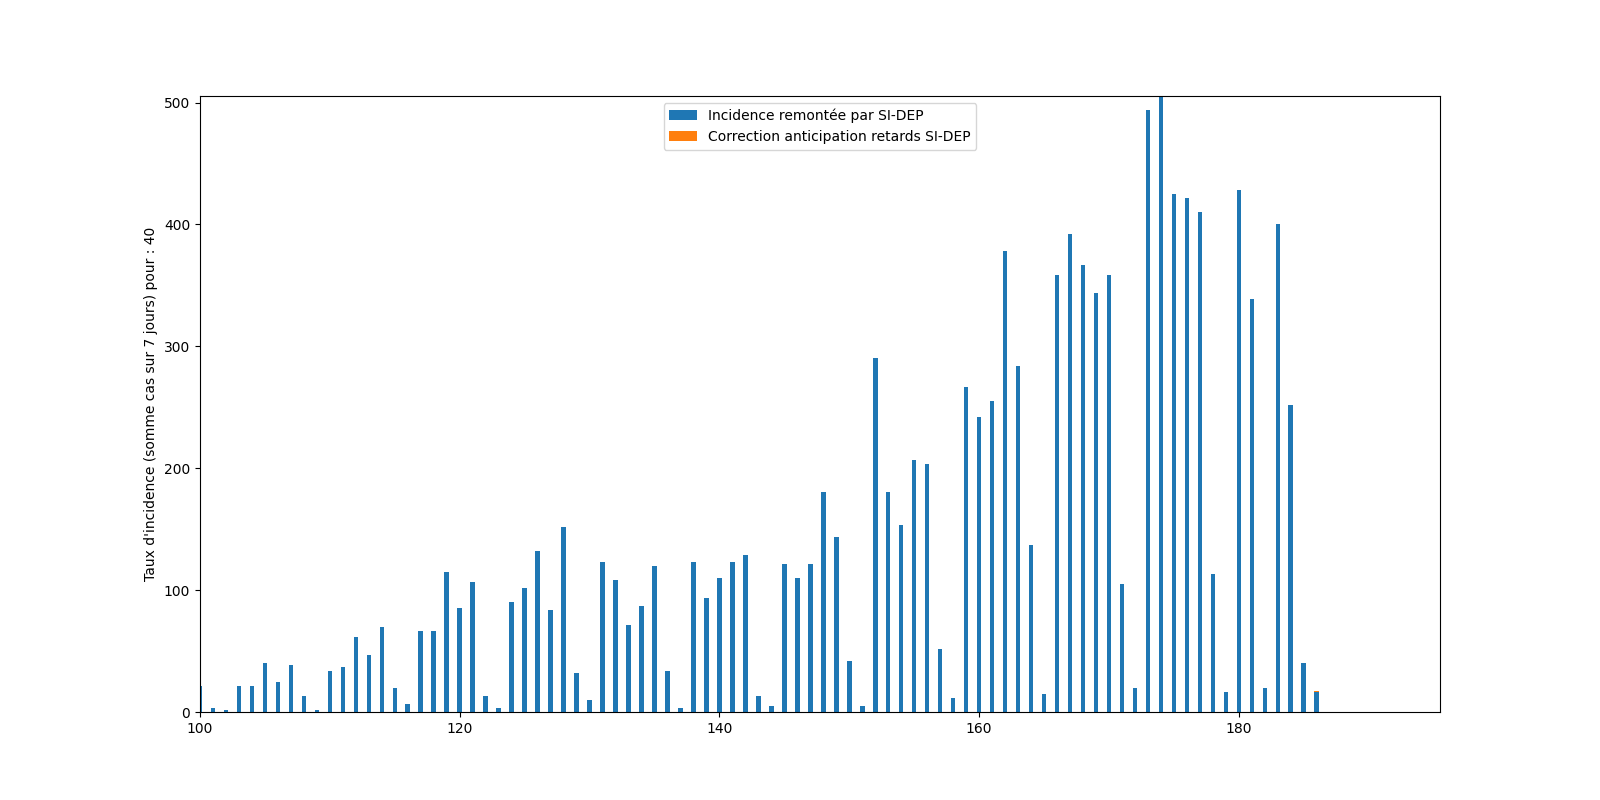 Incidence remontée par SI-DEP
Correction anticipation retards SI-DEP
Taux d'incidence (somme cas sur 7 jours) pour : 40
500
400
300
200
100
0
100 120 140 160 180